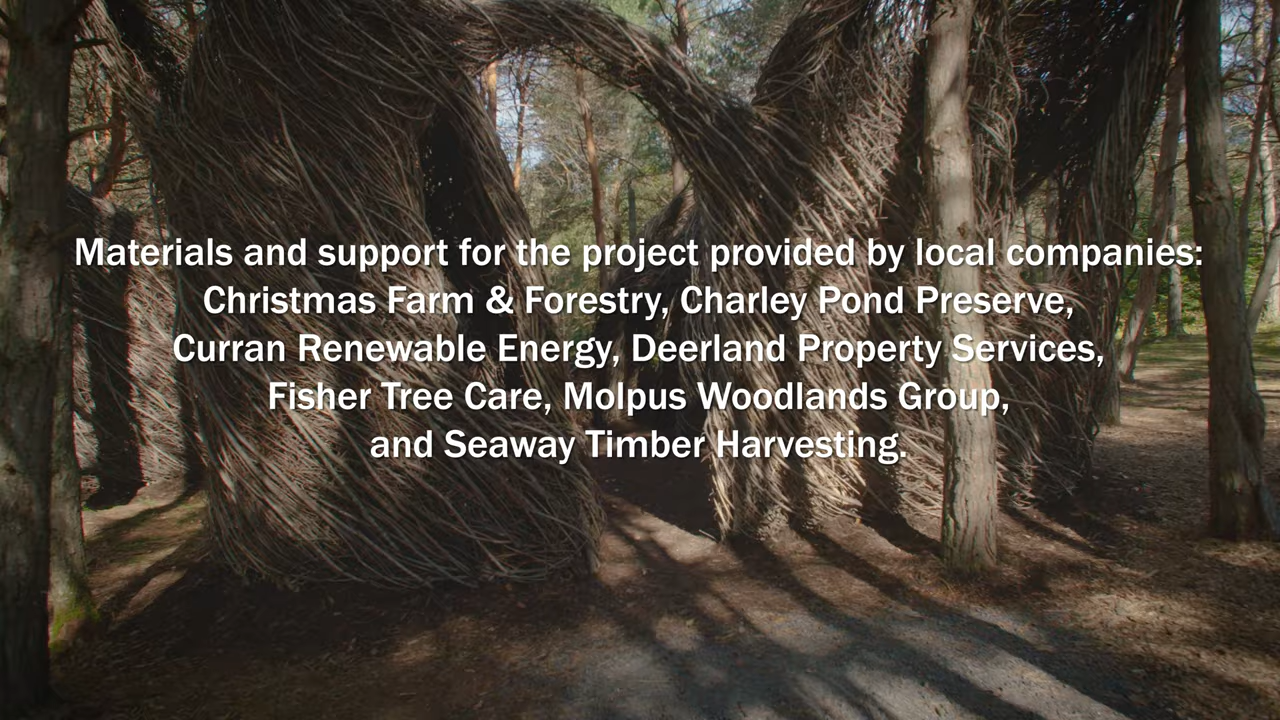 Materials and support for the project provided by local companies:
Christmas Farm & Forestry, Charley Pond Preserve,
Curran Renewable Energy, Deerland Property Services,
Fisher Tree Care, Molpus Woodlands Group,
and Seaway Timber Harvesting.